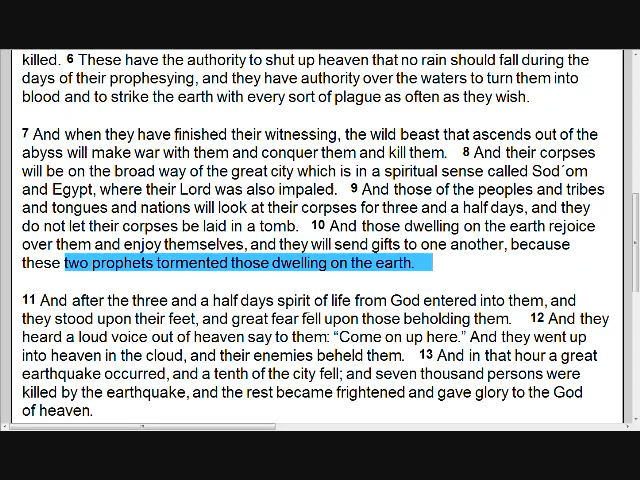 killed. 6 These have the authority to shut up heaven that no rain should fall during the
days of their prophesying, and they have authority over the waters to turn them into
blood and to strike the earth with every sort of plague as often as they wish.
7 And when they have finished their witnessing, the wild beast that ascends out of the
abyss will make war with them and conquer them and kill them. 8 And their corpses
will be on the broad way of the great city which is in a spiritual sense called Sod´om
and Egypt, where their Lord was also impaled. 9 And those of the peoples and tribes
and tongues and nations will look at their corpses for three and a half days, and they
do not let their corpses be laid in a tomb. 10 And those dwelling on the earth rejoice
over them and enjoy themselves, and they will send gifts to one another, because
these two prophets tormented those dwelling on the earth.
11 And after the three and a half days spirit of life from God entered into them, and
they stood upon their feet, and great fear fell upon those beholding them. 12 And they
heard a loud voice out of heaven say to them: “Come on up here.” And they went up
into heaven in the cloud, and their enemies beheld them. 13 And in that hour a great
earthquake occurred, and a tenth of the city fell; and seven thousand persons were
killed by the earthquake, and the rest became frightened and gave glory to the God
of heaven.